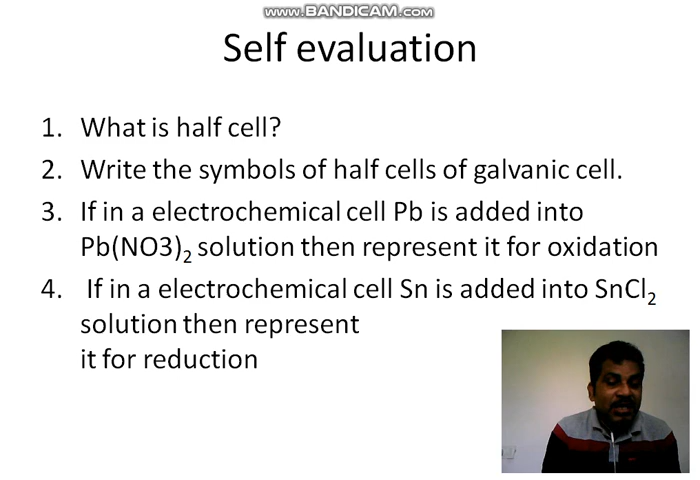 www.BANDICAM.com
Self evaluation
1. What is half cell?
2. Write the symbols of half cells of galvanic cell.
3. If in a electrochemical cell Pb is added into
Pb(NO3)₂ solution then represent it for oxidation
4. If in a electrochemical cell Sn is added into SnCl₂
solution then represent
it for reduction